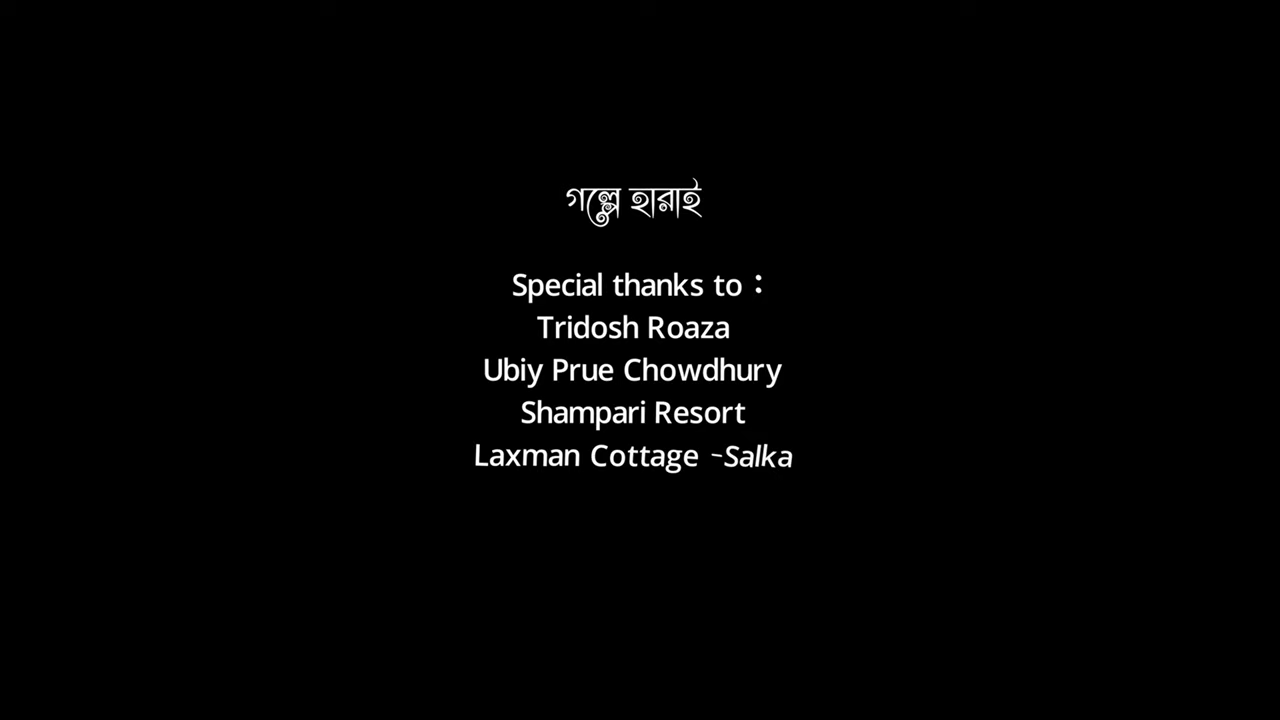 গল্পে হারাই
Special thanks to :
Tridosh Roaza
Ubiy Prue Chowdhury
Shampari Resort
Laxman Cottage -Salka